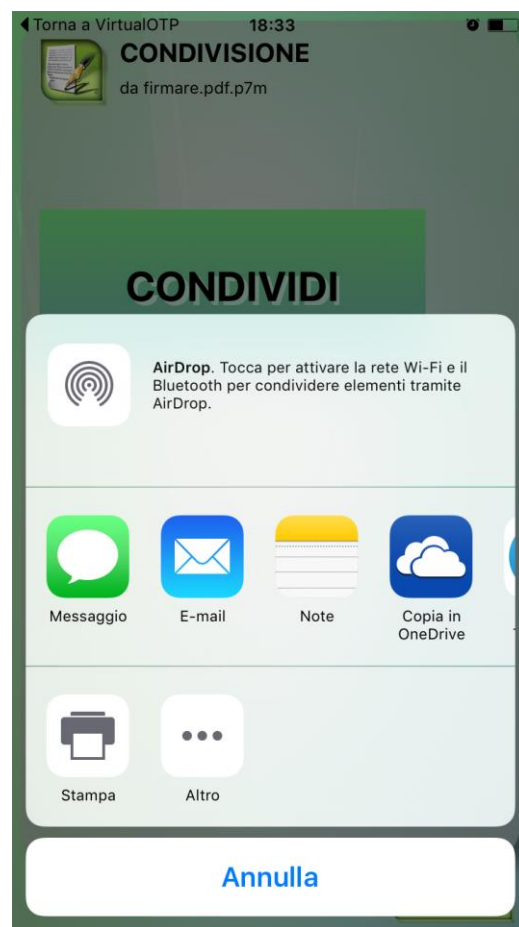 Torna a VirtualOTP 18:33
CONDIVISIONE
da firmare.pdf.p7m
CONDIVIDI
AirDrop. Tocca per attivare la rete Wi-Fi e il
Bluetooth per condividere elementi tramite
AirDrop.
Messaggio E-mail Note Copia in
OneDrive
Stampa Altro
Annulla